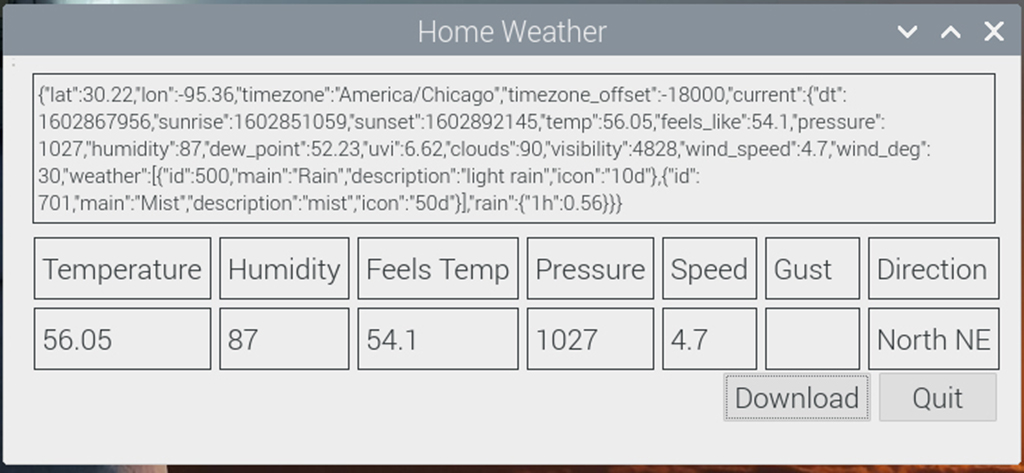 Home Weather
{"lat":30.22,"lon":-95.36,"timezone":"America/Chicago","timezone_offset":-18000,"current":{"dt":
1602867956,"sunrise":1602851059,"sunset":1602892145,"temp":56.05,"feels_like":54.1,"pressure":
1027,"humidity":87,"dew_point":52.23,"uvi":6.62,"clouds":90,"visibility":4828,"wind_speed":4.7,"wind_deg":
30,"weather":[{"id":500,"main":"Rain","description":"light rain","icon":"10d"},{"id":
701,"main":"Mist","description":"mist","icon":"50d"}],"rain":{"1h":0.56}}}
Temperature Humidity Feels Temp Pressure Speed Gust Direction
56.05 87 54.1 1027 4.7 North NE
Download Quit